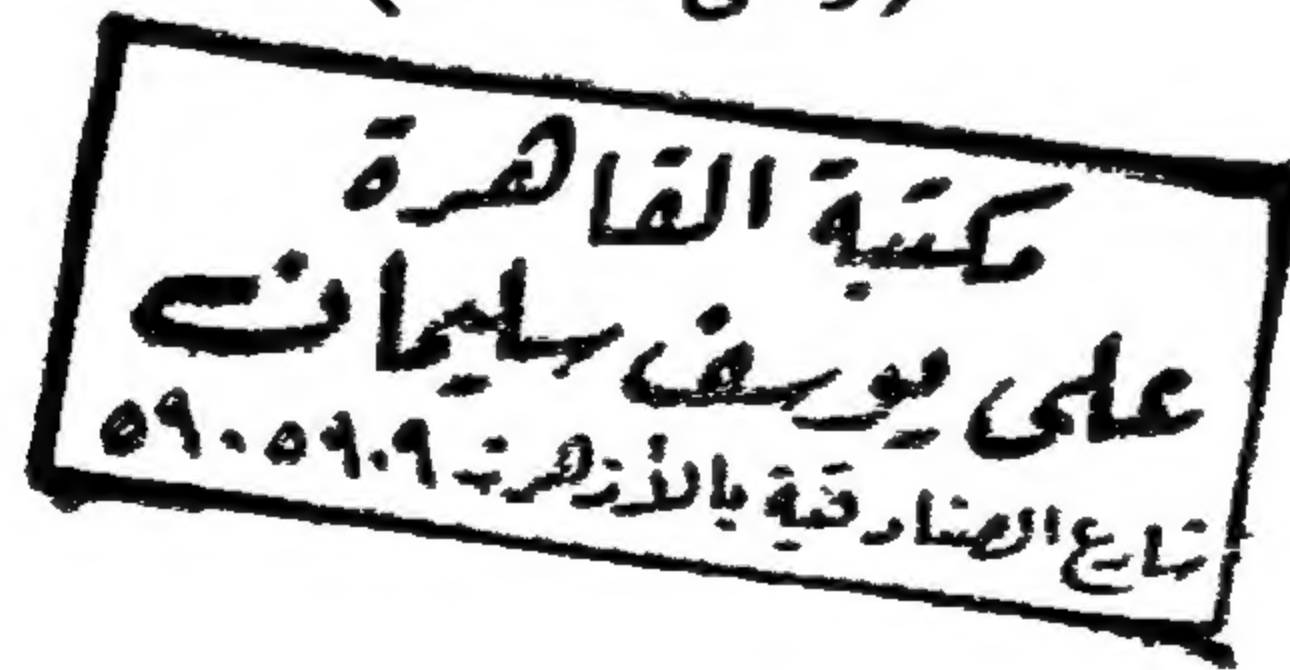 مكتبة القاهرة
على يوسف سليمان
شارع الصنادقية بالأزهر ت ٥٩٠٥٩٠٩